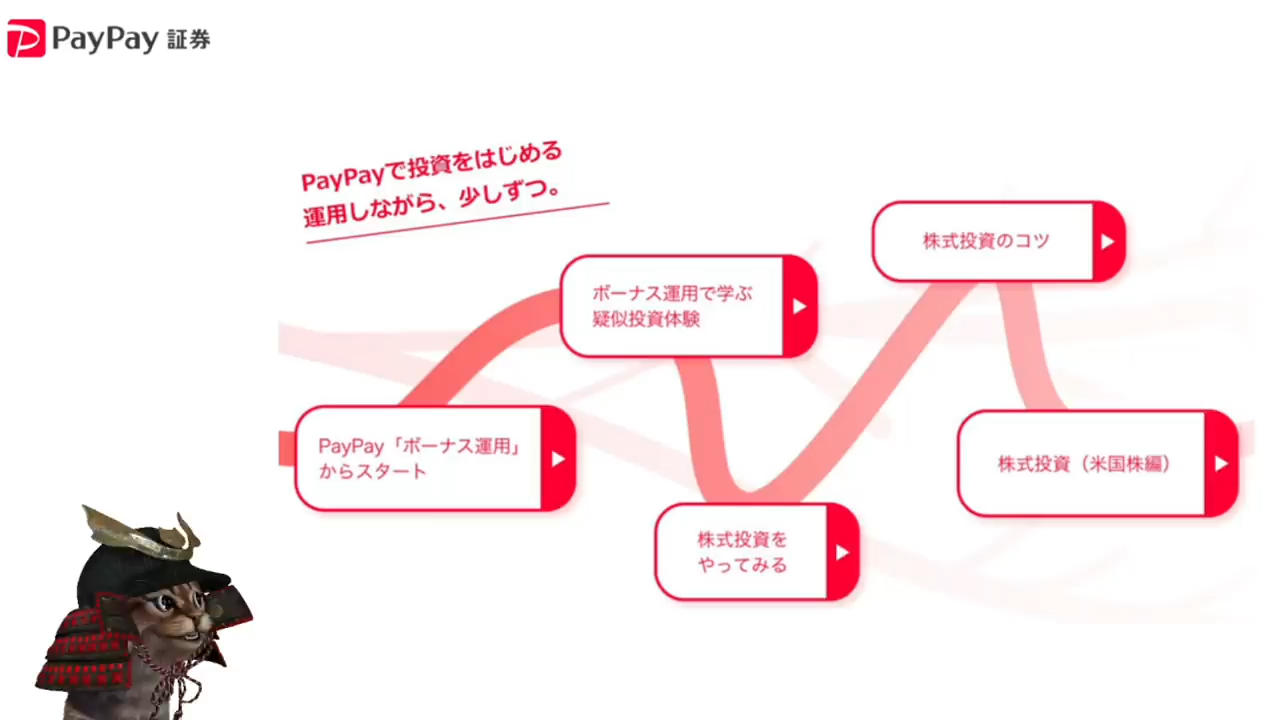 PayPay 証券
PayPayで投資をはじめる
運用しながら、少しずつ。
PayPay「ボーナス運用」
からスタート
ボーナス運用で学ぶ
疑似投資体験
株式投資を
やってみる
株式投資のコツ
株式投資（米国株編）